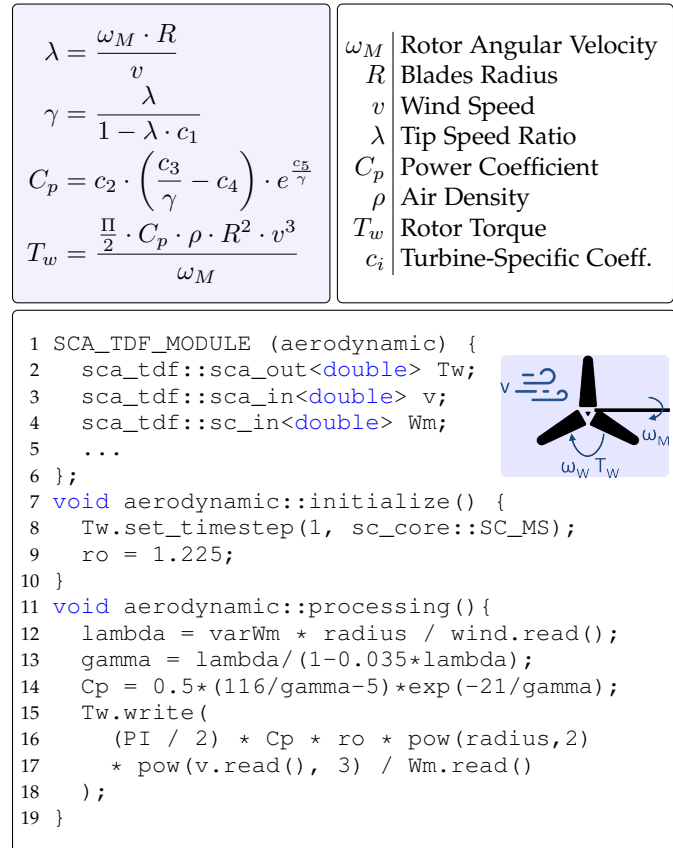 λ = ω_M · R / v
γ = λ / (1 − λ · c_1)
C_p = c_2 · (c_3/γ − c_4) · e^(c_5/γ)
T_w = (Π/2 · C_p · ρ · R^2 · v^3) / ω_M
ω_M Rotor Angular Velocity
R Blades Radius
v Wind Speed
λ Tip Speed Ratio
C_p Power Coefficient
ρ Air Density
T_w Rotor Torque
c_i Turbine-Specific Coeff.
1 SCA_TDF_MODULE (aerodynamic) {
2 sca_tdf::sca_out<double> Tw;
3 sca_tdf::sca_in<double> v;
4 sca_tdf::sc_in<double> Wm;
5 ...
6 };
7 void aerodynamic::initialize() {
8 Tw.set_timestep(1, sc_core::SC_MS);
9 ro = 1.225;
10 }
11 void aerodynamic::processing(){
12 lambda = varWm * radius / wind.read();
13 gamma = lambda/(1-0.035*lambda);
14 Cp = 0.5*(116/gamma-5)*exp(-21/gamma);
15 Tw.write(
16 (PI / 2) * Cp * ro * pow(radius,2)
17 * pow(v.read(), 3) / Wm.read()
18 );
19 }
v
ω_M
ω_W T_W